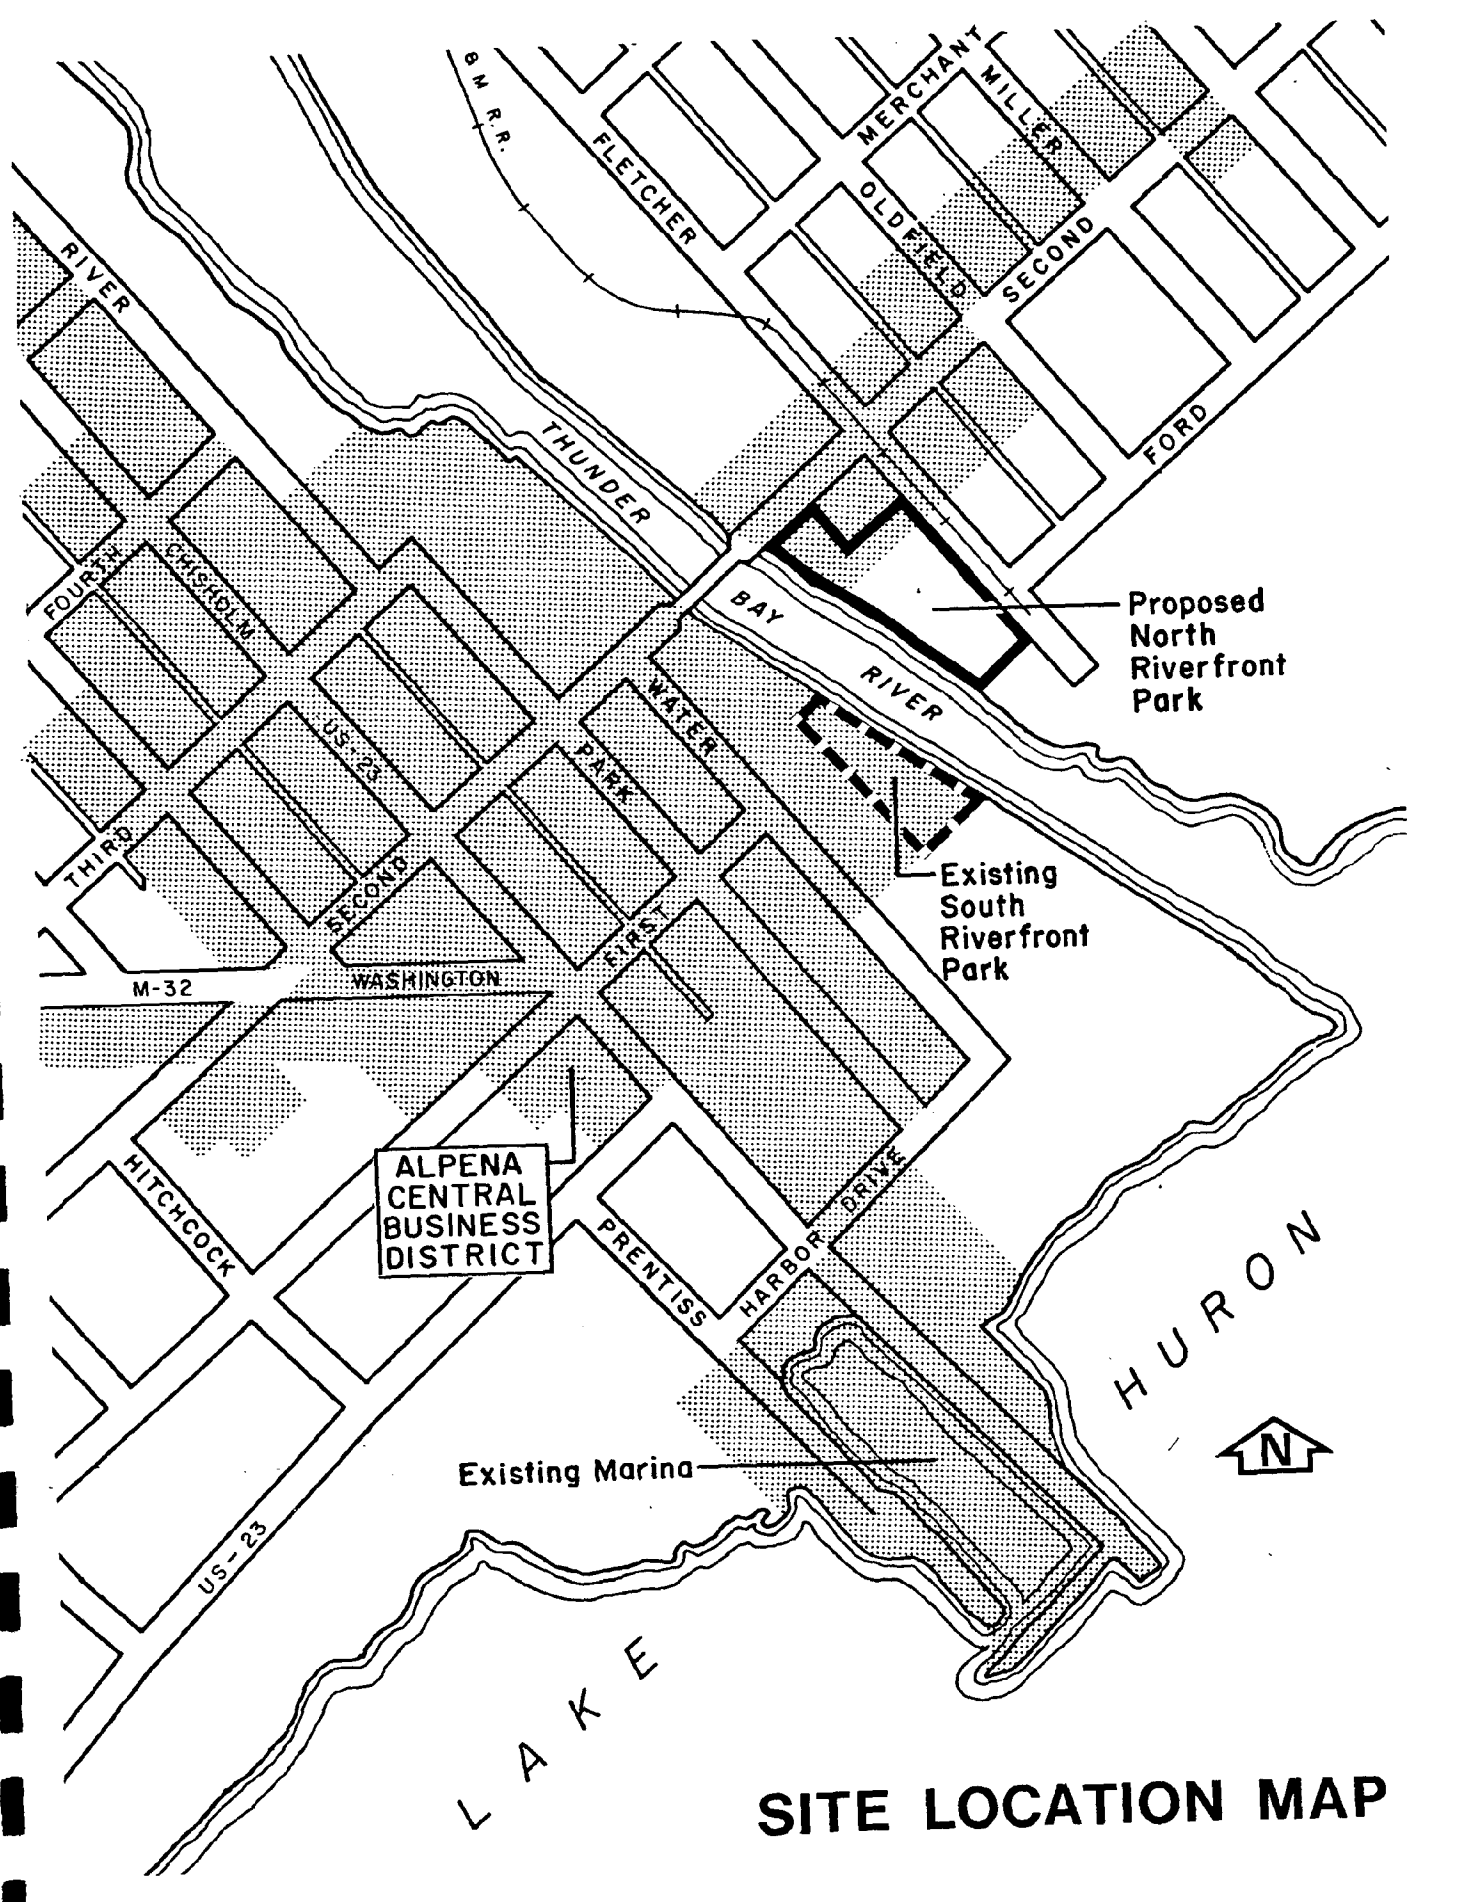 B M R.R.
MERCHANT
MILLER
FLETCHER
OLDFIELD
SECOND
RIVER
FORD
THUNDER
BAY
RIVER
FOURTH
CHISHOLM
Proposed
North
Riverfront
Park
WATER
US-23
PARK
THIRD
SECOND
FIRST
Existing
South
Riverfront
Park
M-32
WASHINGTON
ALPENA
CENTRAL
BUSINESS
DISTRICT
HITCHCOCK
PRENTISS
HARBOR DRIVE
HURON
N
Existing Marina
US-23
LAKE
SITE LOCATION MAP